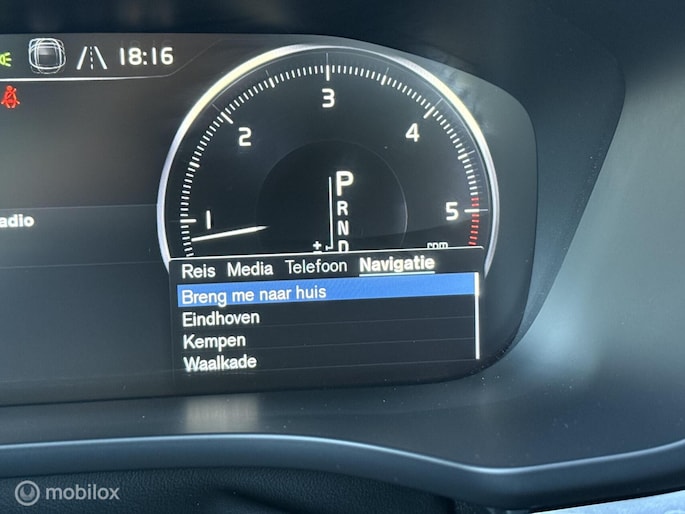 18:16
3
2
4
P
1
R
5
adio
N
± D
rpm
Reis Media Telefoon Navigatie
Breng me naar huis
Eindhoven
Kempen
Waalkade
mobilox